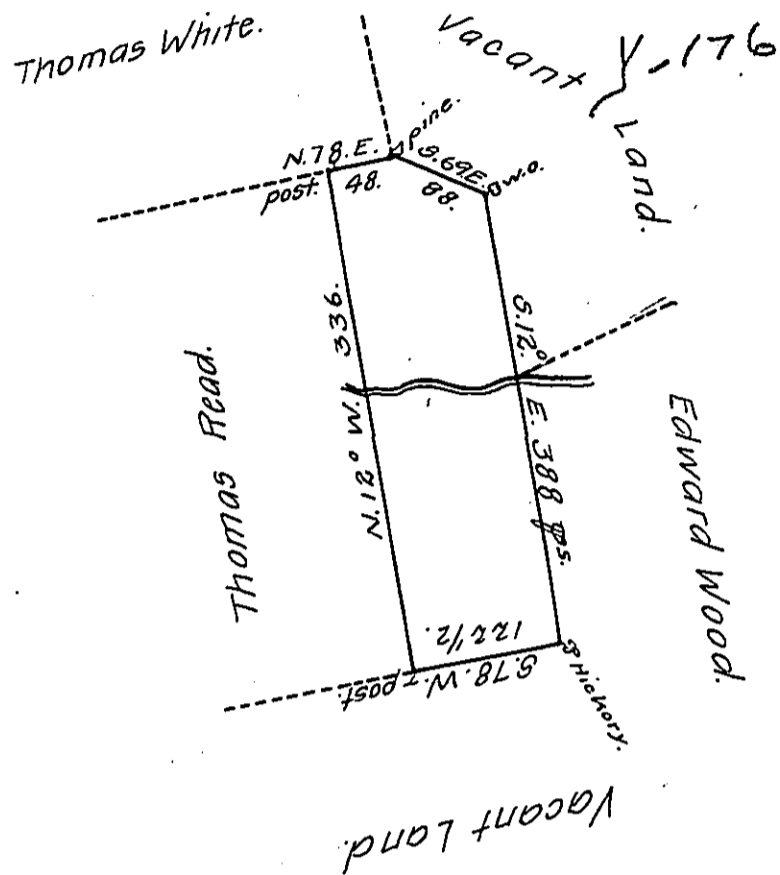 Thomas White.
Vacant Land.
Y-176
pine.
N.78.E.
48.
post.
S.69E.
88.
W.O.
336.
N.12° W.
S.12° E. 388 ps.
Thomas Read.
Edward Wood.
122 1/2.
S.78.W.
post.
Hickory.
Vacant Land.